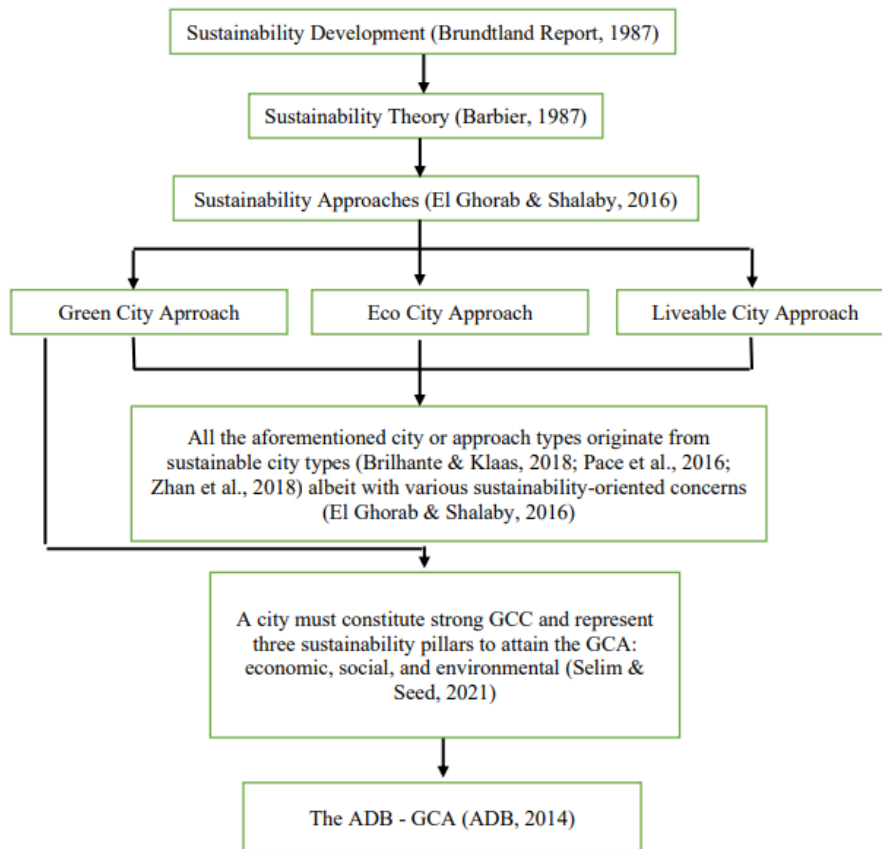 Sustainability Development (Brundtland Report, 1987)
Sustainability Theory (Barbier, 1987)
Sustainability Approaches (El Ghorab & Shalaby, 2016)
Green City Aprroach
Eco City Approach
Liveable City Approach
All the aforementioned city or approach types originate from
sustainable city types (Brilhante & Klaas, 2018; Pace et al., 2016;
Zhan et al., 2018) albeit with various sustainability-oriented concerns
(El Ghorab & Shalaby, 2016)
A city must constitute strong GCC and represent
three sustainability pillars to attain the GCA:
economic, social, and environmental (Selim &
Seed, 2021)
The ADB - GCA (ADB, 2014)